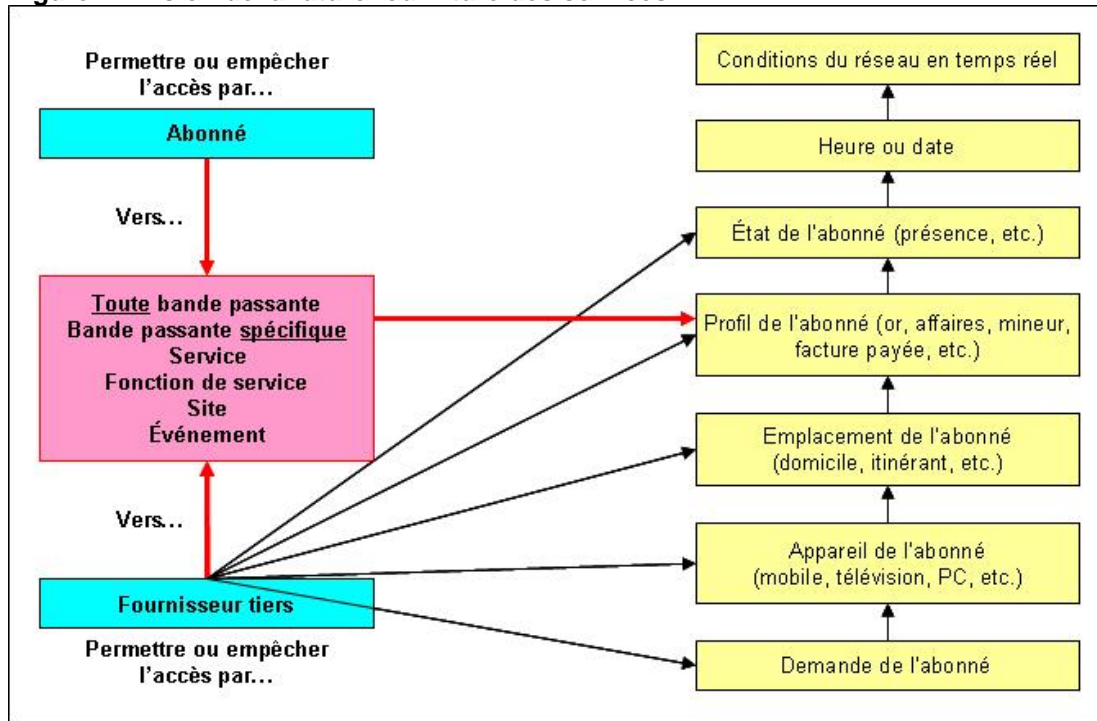 Permettre ou empêcher
l'accès par...
Abonné
Vers...
Toute bande passante
Bande passante spécifique
Service
Fonction de service
Site
Événement
Vers...
Fournisseur tiers
Permettre ou empêcher
l'accès par...
Conditions du réseau en temps réel
Heure ou date
État de l'abonné (présence, etc.)
Profil de l'abonné (or, affaires, mineur,
facture payée, etc.)
Emplacement de l'abonné
(domicile, itinérant, etc.)
Appareil de l'abonné
(mobile, télévision, PC, etc.)
Demande de l'abonné